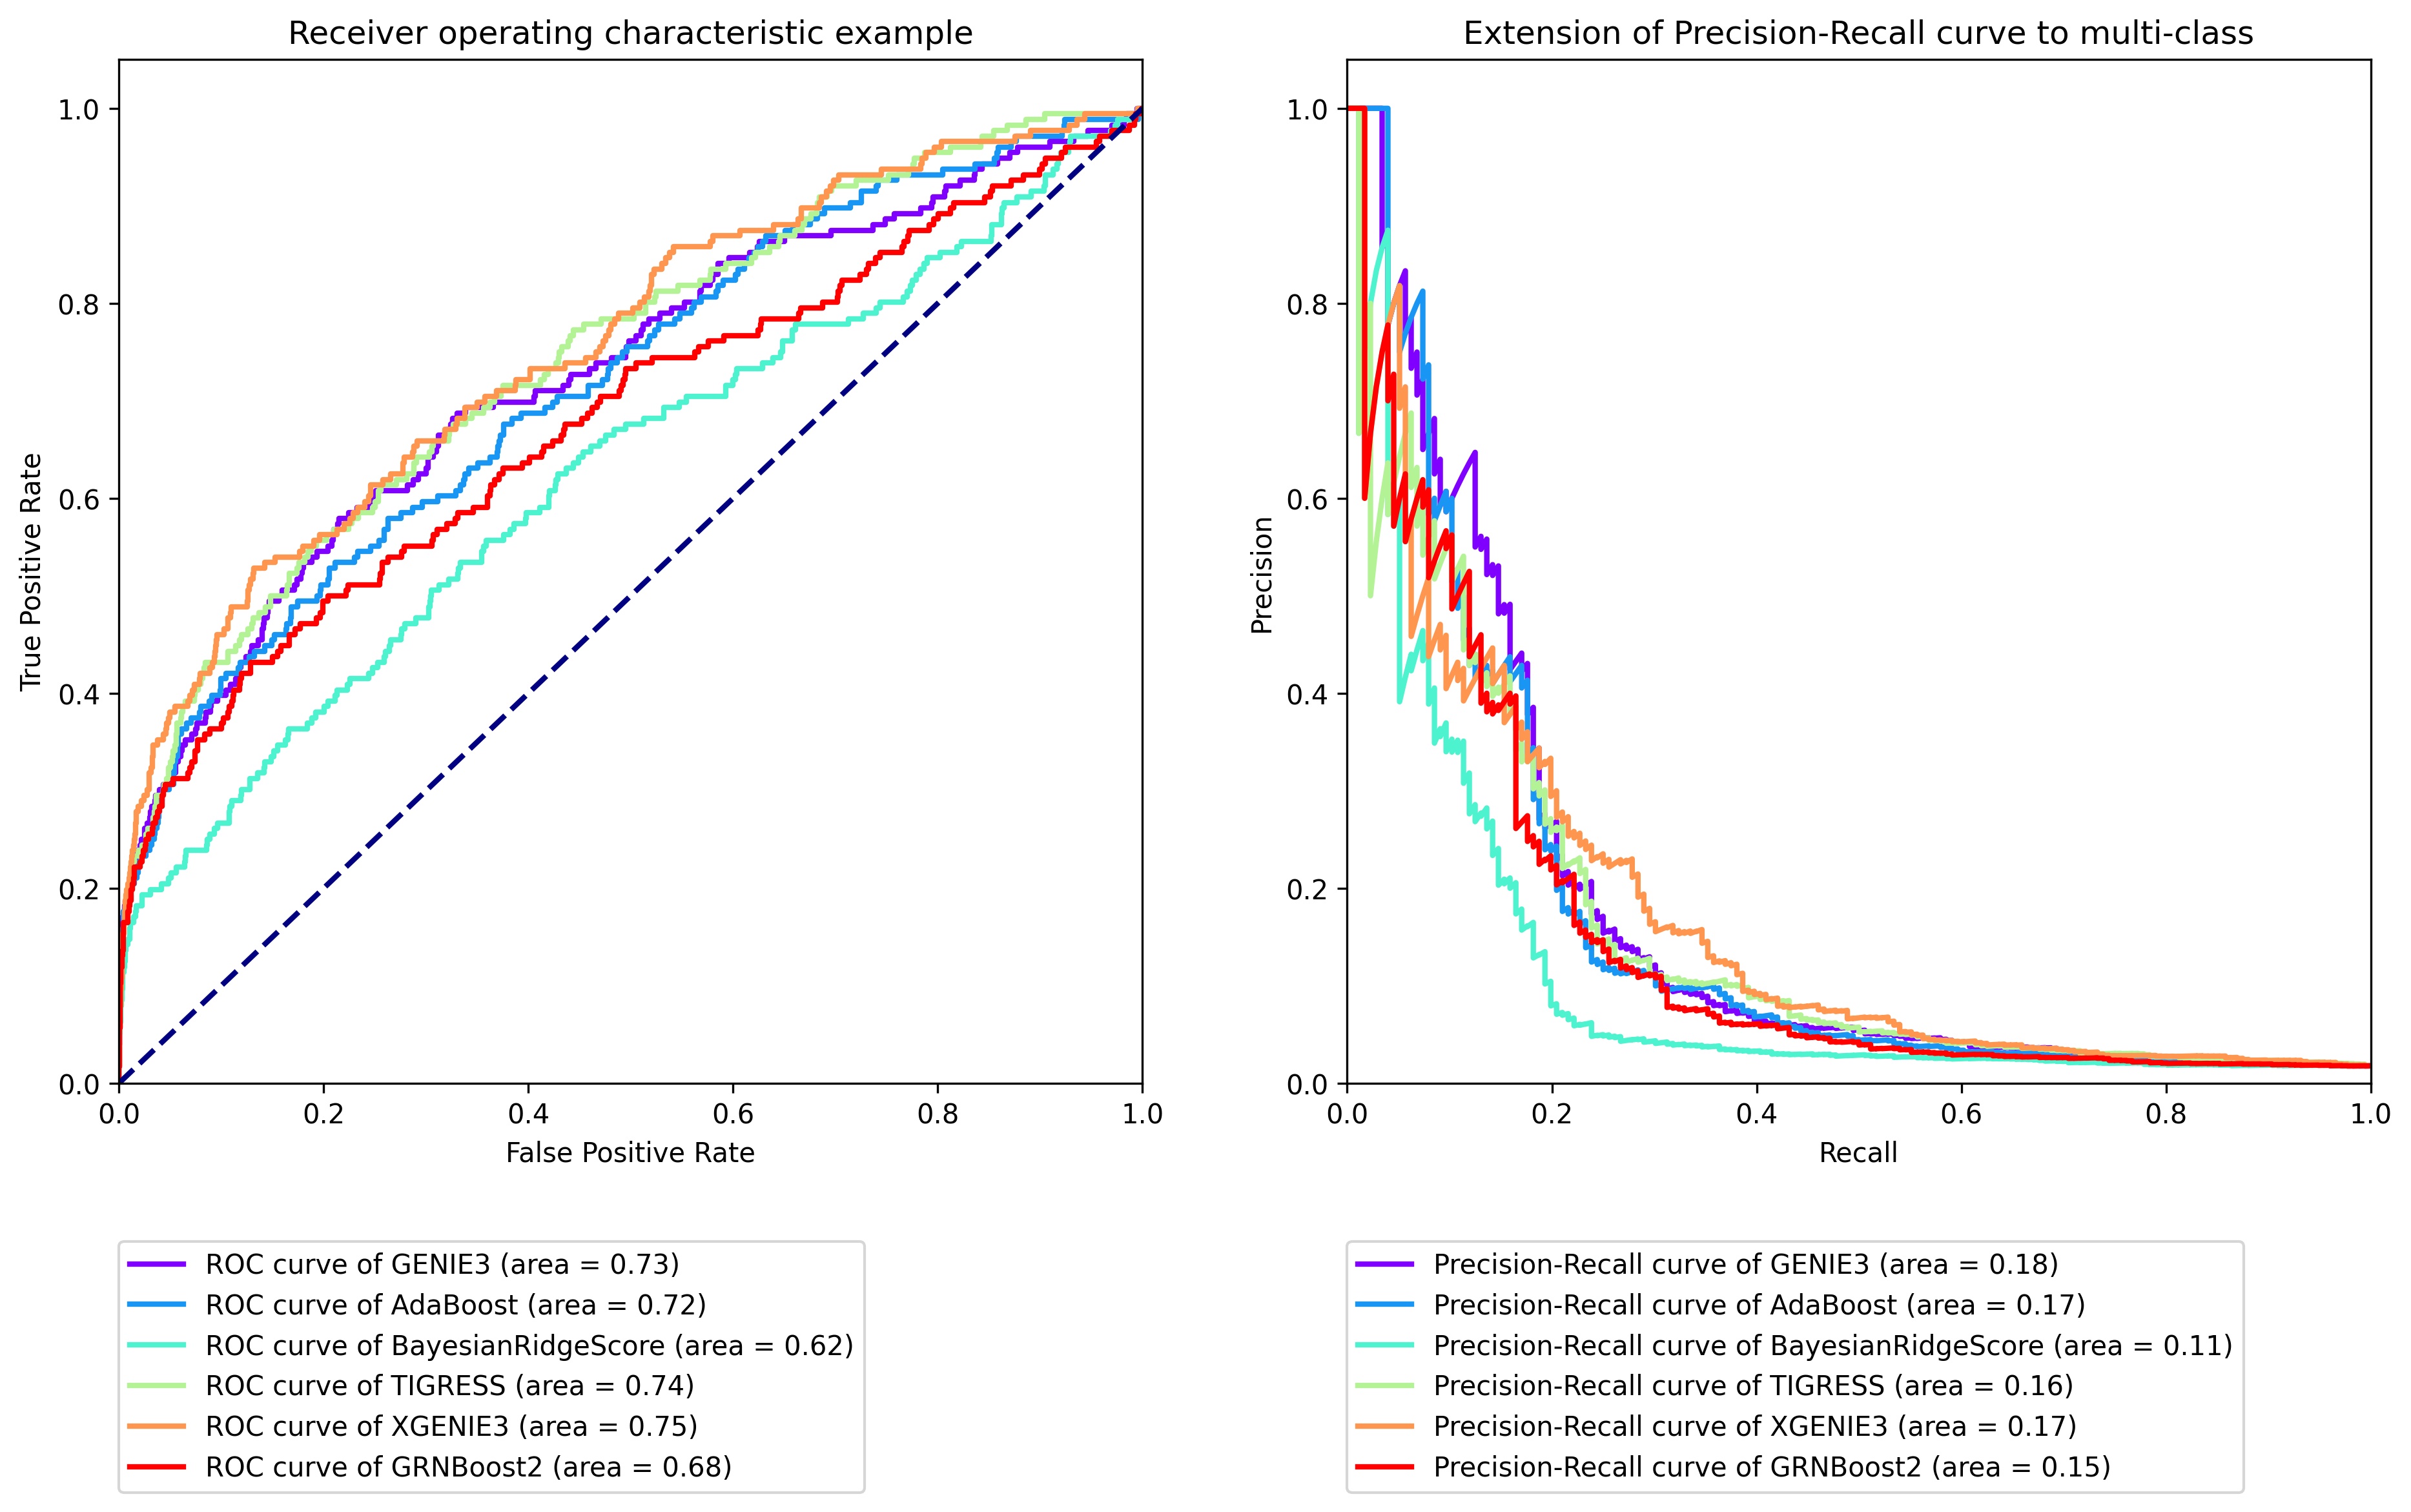 Receiver operating characteristic example
1.0
0.8
0.6
0.4
0.2
0.0
True Positive Rate
0.0 0.2 0.4 0.6 0.8 1.0
False Positive Rate
ROC curve of GENIE3 (area = 0.73)
ROC curve of AdaBoost (area = 0.72)
ROC curve of BayesianRidgeScore (area = 0.62)
ROC curve of TIGRESS (area = 0.74)
ROC curve of XGENIE3 (area = 0.75)
ROC curve of GRNBoost2 (area = 0.68)
Extension of Precision-Recall curve to multi-class
1.0
0.8
0.6
0.4
0.2
0.0
Precision
0.0 0.2 0.4 0.6 0.8 1.0
Recall
Precision-Recall curve of GENIE3 (area = 0.18)
Precision-Recall curve of AdaBoost (area = 0.17)
Precision-Recall curve of BayesianRidgeScore (area = 0.11)
Precision-Recall curve of TIGRESS (area = 0.16)
Precision-Recall curve of XGENIE3 (area = 0.17)
Precision-Recall curve of GRNBoost2 (area = 0.15)